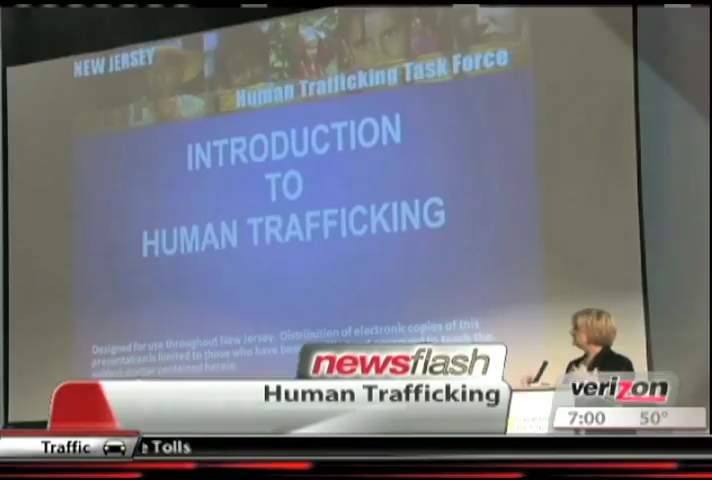 NEW JERSEY
Human Trafficking Task Force
INTRODUCTION
TO
HUMAN TRAFFICKING
Designed for use throughout New Jersey. Distribution of electronic copies of this
presentation is limited to those who have
newsflash
Human Trafficking
verizon
7:00 50°
Traffic Tolls